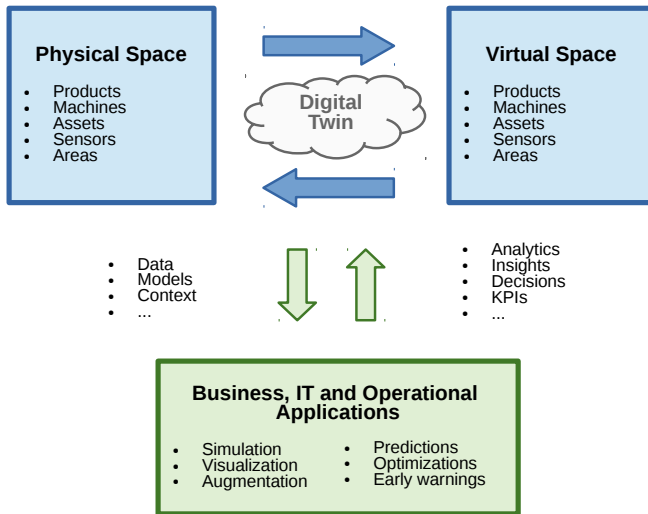 Physical Space
• Products
• Machines
• Assets
• Sensors
• Areas
Digital
Twin
Virtual Space
• Products
• Machines
• Assets
• Sensors
• Areas
• Data
• Models
• Context
• ...
• Analytics
• Insights
• Decisions
• KPIs
• ...
Business, IT and Operational
Applications
• Simulation
• Visualization
• Augmentation
• Predictions
• Optimizations
• Early warnings